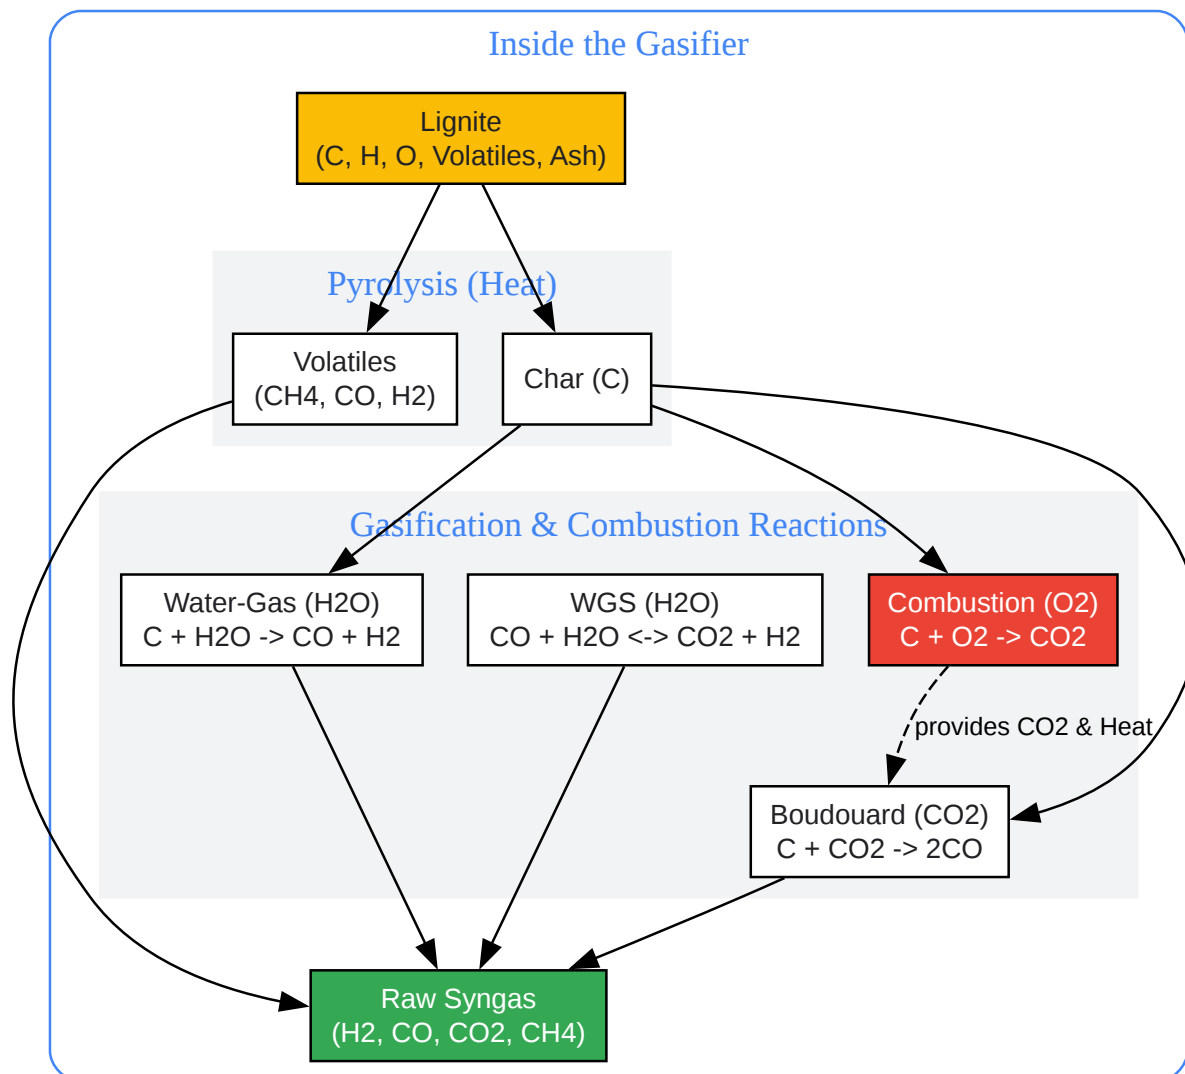 Inside the Gasifier
Lignite
(C, H, O, Volatiles, Ash)
Pyrolysis (Heat)
Volatiles
(CH4, CO, H2)
Char (C)
Gasification & Combustion Reactions
Water-Gas (H2O)
C + H2O -> CO + H2
WGS (H2O)
CO + H2O <-> CO2 + H2
Combustion (O2)
C + O2 -> CO2
provides CO2 & Heat
Boudouard (CO2)
C + CO2 -> 2CO
Raw Syngas
(H2, CO, CO2, CH4)